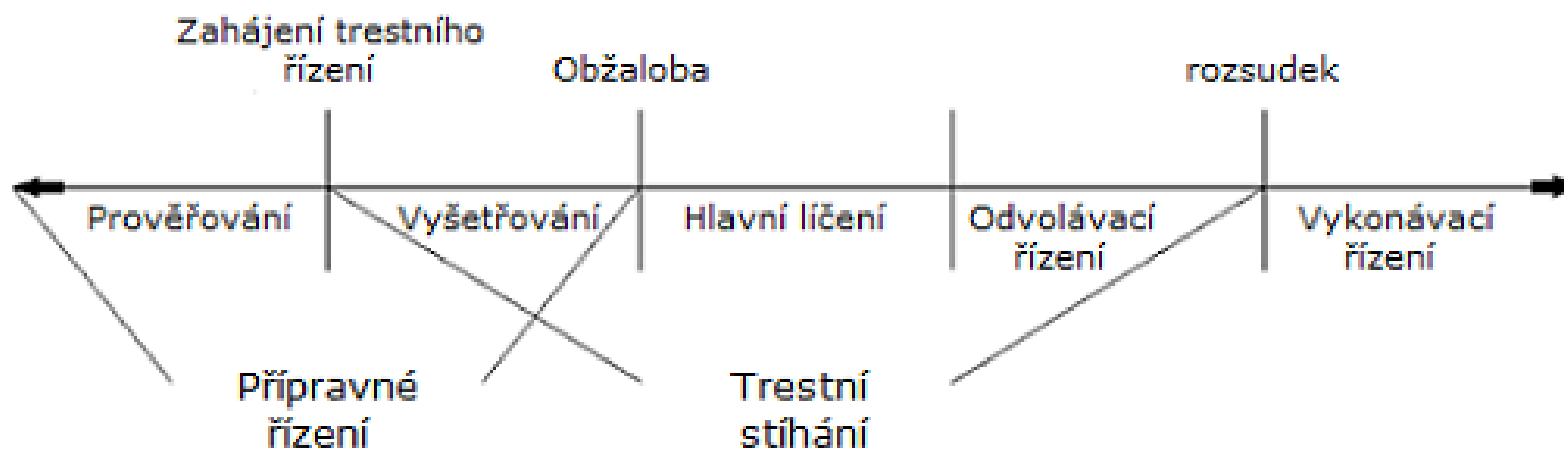 Zahájení trestního
řízení
Obžaloba
rozsudek
Prověřování
Vyšetřování
Hlavní líčení
Odvolávací
řízení
Vykonávací
řízení
Přípravné
řízení
Trestní
stíhání